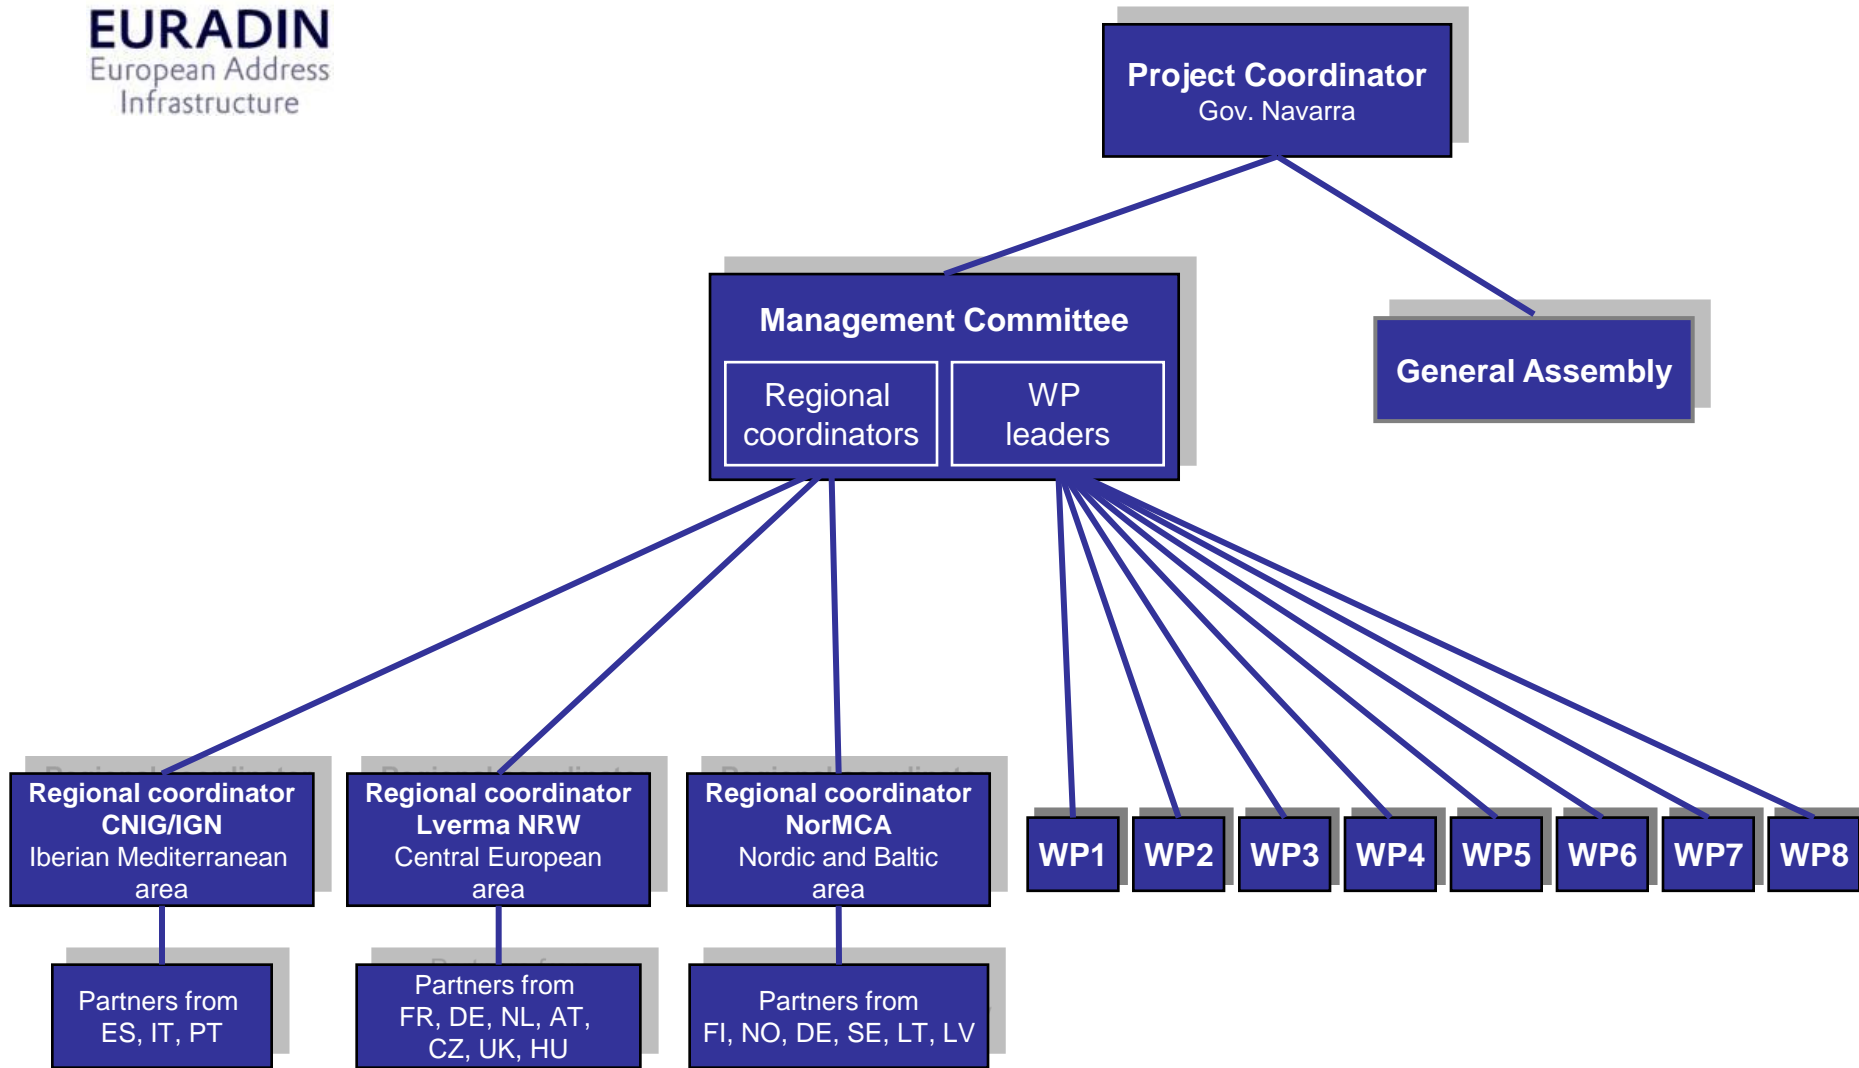 EURADIN
European Address
Infrastructure
Project Coordinator
Gov. Navarra
Management Committee
Regional
coordinators
WP
leaders
General Assembly
Regional coordinator
CNIG/IGN
Iberian Mediterranean
area
Regional coordinator
Lverma NRW
Central European
area
Regional coordinator
NorMCA
Nordic and Baltic
area
WP1
WP2
WP3
WP4
WP5
WP6
WP7
WP8
Partners from
ES, IT, PT
Partners from
FR, DE, NL, AT,
CZ, UK, HU
Partners from
FI, NO, DE, SE, LT, LV